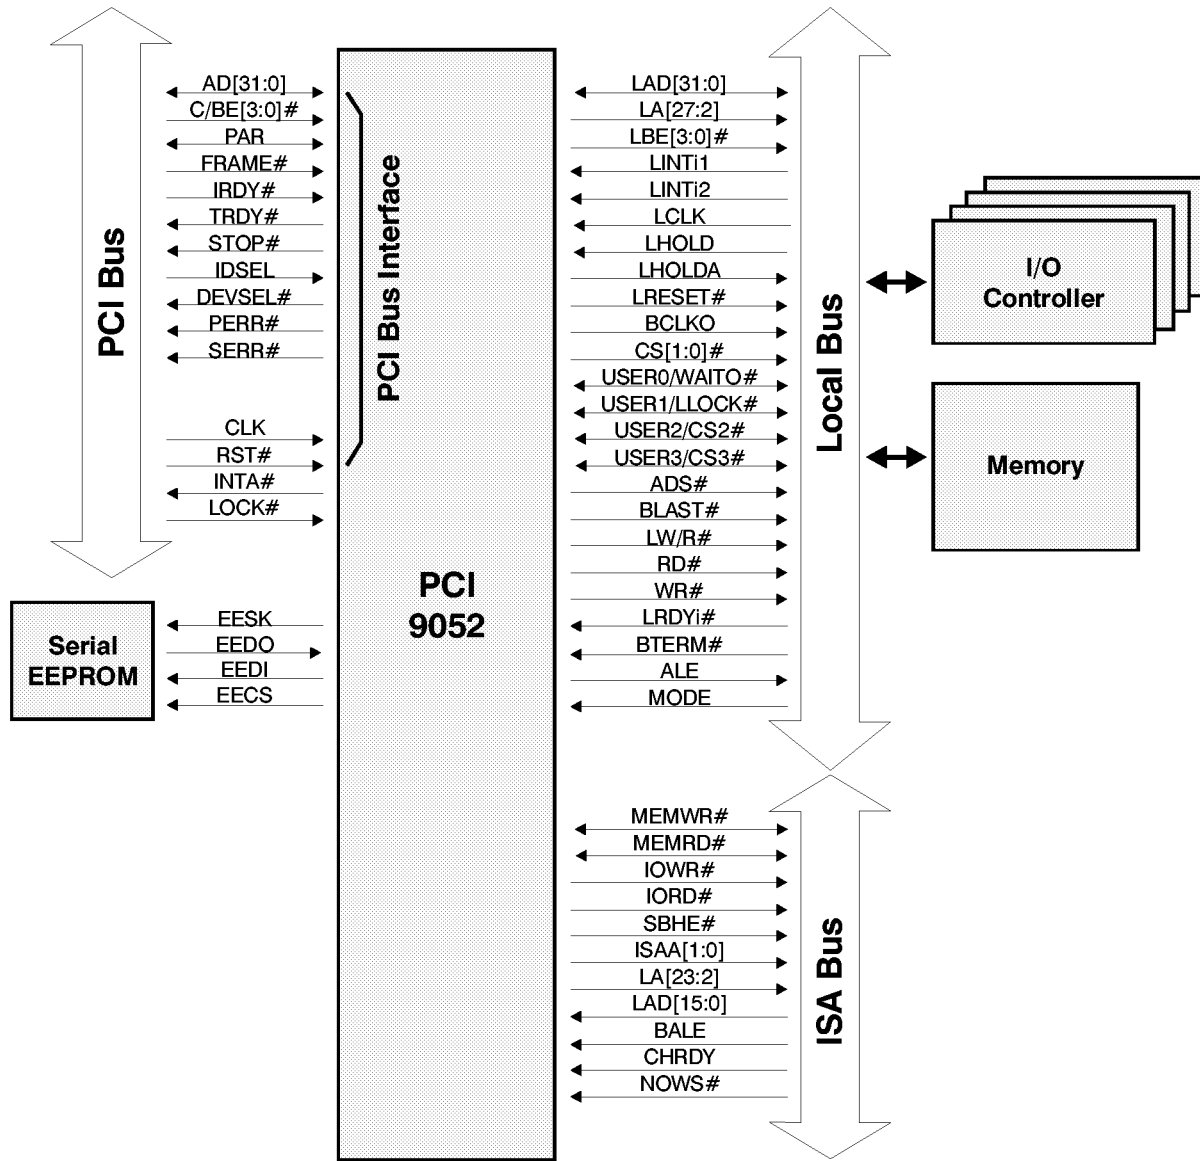 PCI Bus
AD[31:0]
C/BE[3:0]#
PAR
FRAME#
IRDY#
TRDY#
STOP#
IDSEL
DEVSEL#
PERR#
SERR#
CLK
RST#
INTA#
LOCK#
Serial
EEPROM
EESK
EEDO
EEDI
EECS
PCI Bus Interface
PCI
9052
LAD[31:0]
LA[27:2]
LBE[3:0]#
LINTi1
LINTi2
LCLK
LHOLD
LHOLDA
LRESET#
BCLKO
CS[1:0]#
USER0/WAITO#
USER1/LLOCK#
USER2/CS2#
USER3/CS3#
ADS#
BLAST#
LW/R#
RD#
WR#
LRDYi#
BTERM#
ALE
MODE
Local Bus
I/O
Controller
Memory
MEMWR#
MEMRD#
IOWR#
IORD#
SBHE#
ISAA[1:0]
LA[23:2]
LAD[15:0]
BALE
CHRDY
NOWS#
ISA Bus